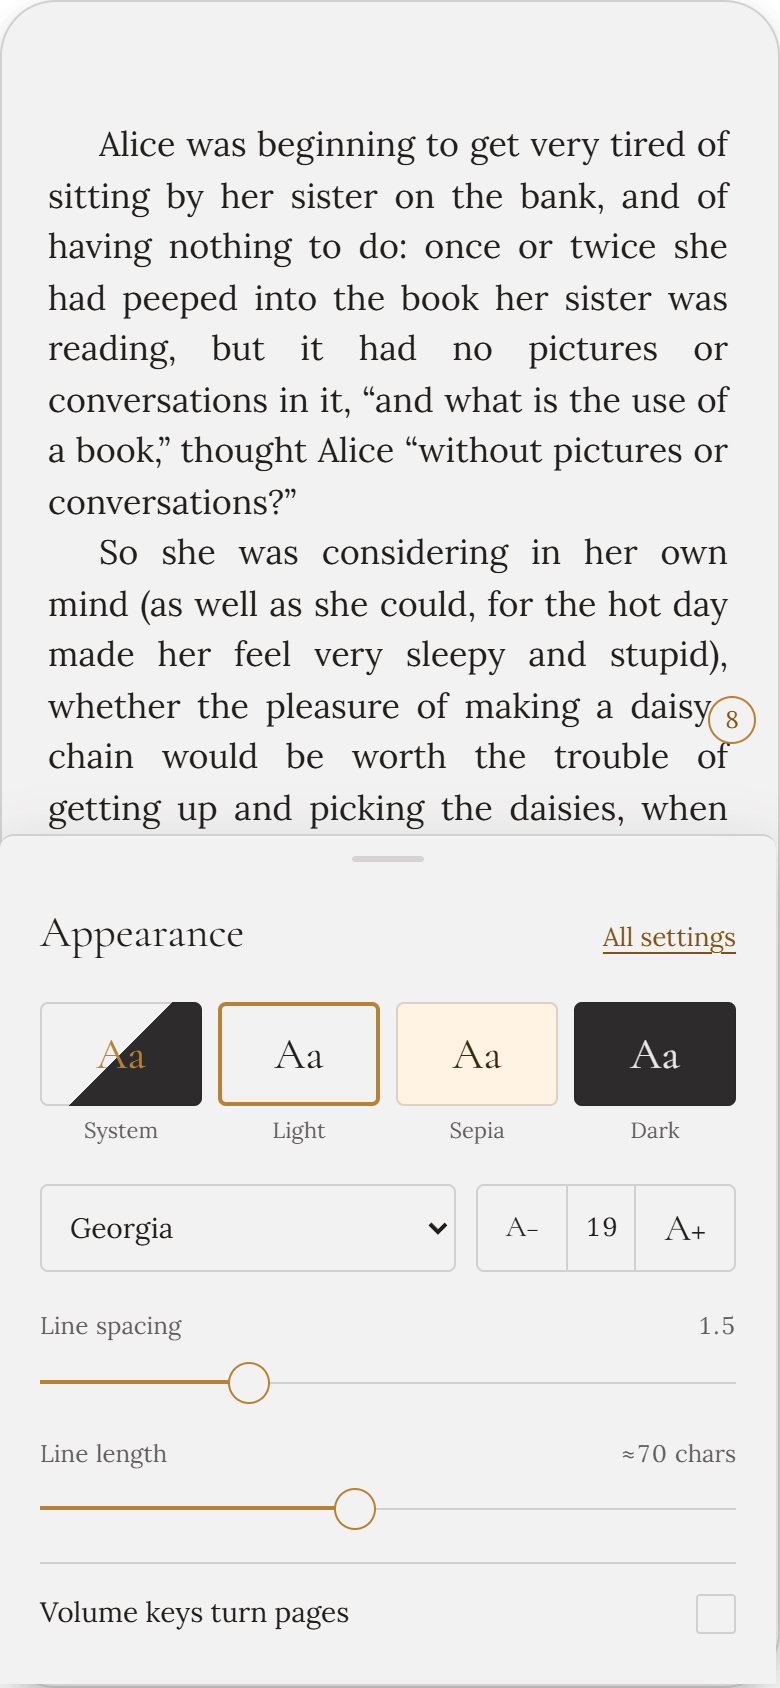 Alice was beginning to get very tired of
sitting by her sister on the bank, and of
having nothing to do: once or twice she
had peeped into the book her sister was
reading, but it had no pictures or
conversations in it, “and what is the use of
a book,” thought Alice “without pictures or
conversations?”
So she was considering in her own
mind (as well as she could, for the hot day
made her feel very sleepy and stupid),
whether the pleasure of making a daisy
8
chain would be worth the trouble of
getting up and picking the daisies, when
Appearance
All settings
Aa
Aa
Aa
Aa
System
Light
Sepia
Dark
Georgia
A−
19
A+
Line spacing
1.5
Line length
≈70 chars
Volume keys turn pages